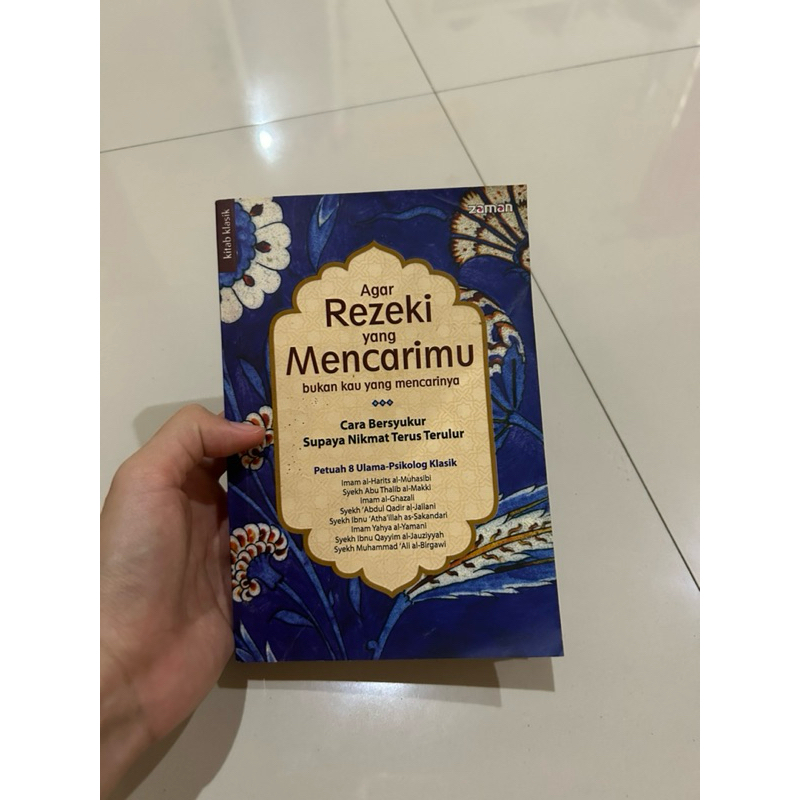 kitab klasik
zaman
Agar
Rezeki
yang
Mencarimu
bukan kau yang mencarinya
Cara Bersyukur
Supaya Nikmat Terus Terulur
Petuah 8 Ulama-Psikolog Klasik
Imam al-Harits al-Muhasibi
Syekh Abu Thalib al-Makki
Imam al-Ghazali
Syekh 'Abdul Qadir al-Jailani
Syekh Ibnu 'Atha'illah as-Sakandari
Imam Yahya al-Yamani
Syekh Ibnu Qayyim al-Jauziyyah
Syekh Muhammad 'Ali al-Birgawi